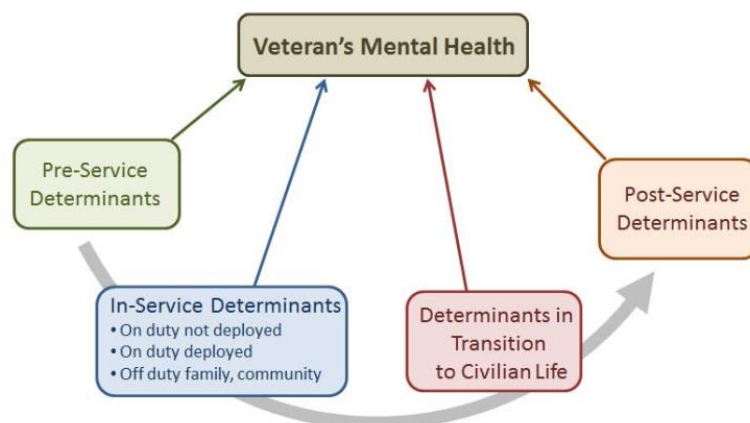 Veteran's Mental Health
Pre-Service
Determinants
Post-Service
Determinants
In-Service Determinants
• On duty not deployed
• On duty deployed
• Off duty family, community
Determinants in
Transition
to Civilian Life